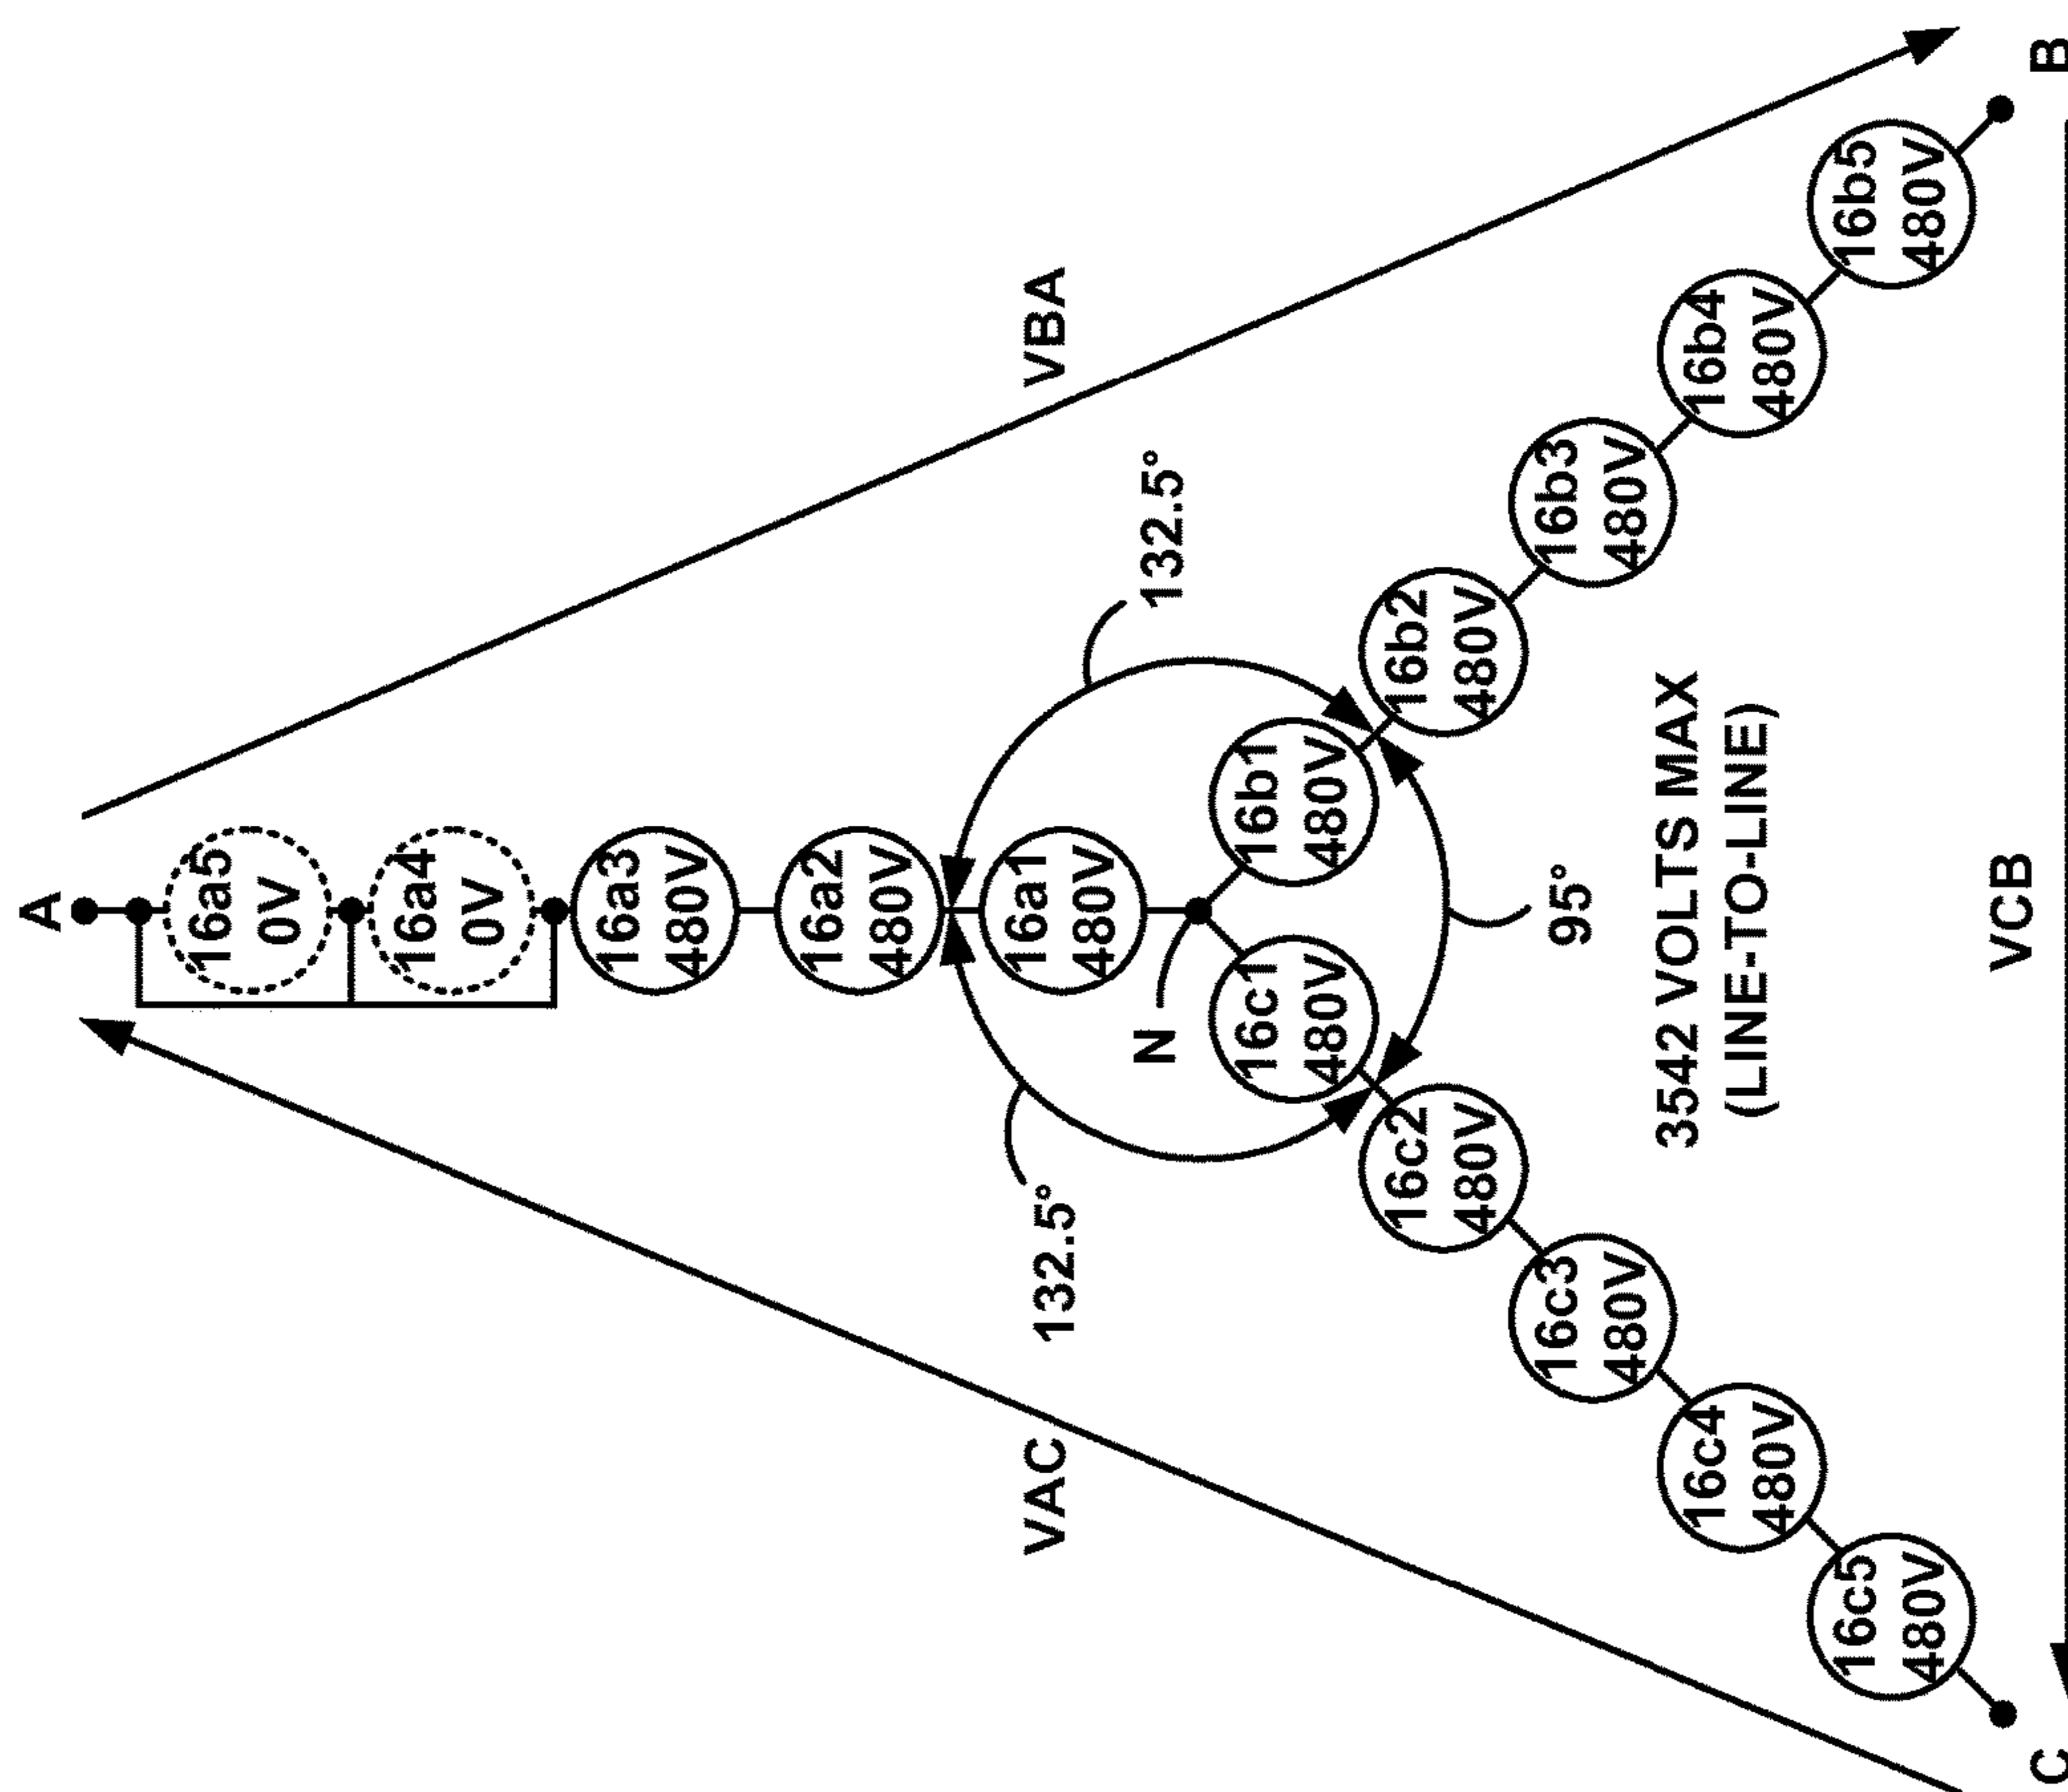 A
16a5
0V
16a4
0V
16a3
480V
16a2
480V
16a1
480V
N
VBA
VAC
132.5°
132.5°
95°
16b1
480V
16b2
480V
16b3
480V
16b4
480V
16b5
480V
B
16c1
480V
16c2
480V
16c3
480V
16c4
480V
16c5
480V
C
3542 VOLTS MAX
(LINE-TO-LINE)
VCB